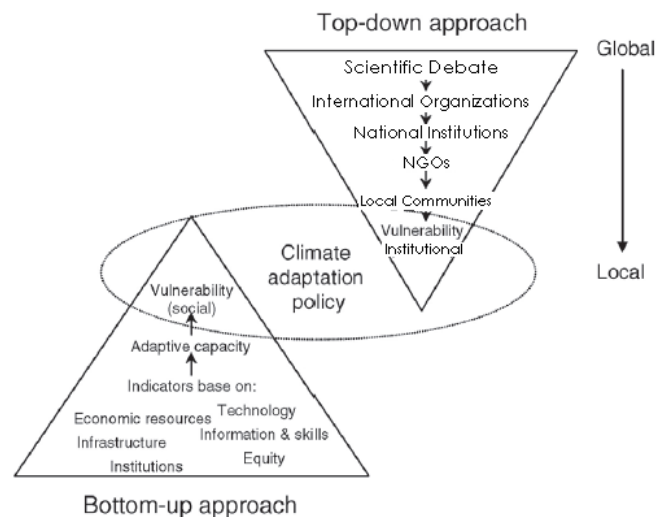 Top-down approach
Global
Scientific Debate
International Organizations
National Institutions
NGOs
Local Communities
Vulnerability
Institutional
Local
Climate
adaptation
policy
Vulnerability
(social)
Adaptive capacity
Indicators base on:
Economic resources
Technology
Infrastructure
Information & skills
Institutions
Equity
Bottom-up approach